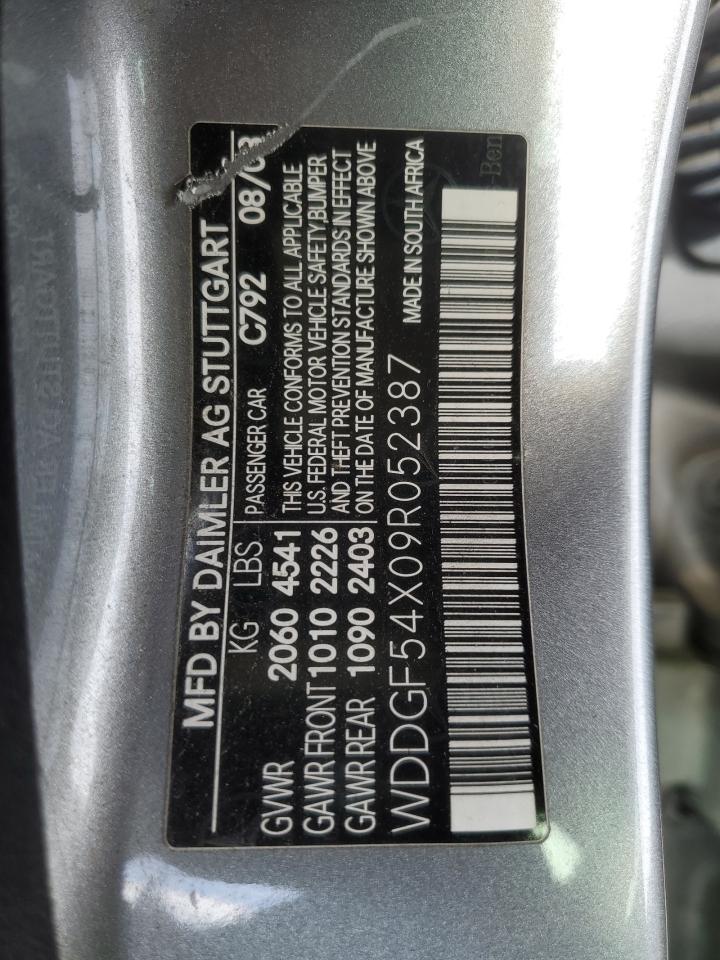 MFD BY DAIMLER AG STUTTGART
KG LBS PASSENGER CAR C792 08/08
GVWR 2060 4541 THIS VEHICLE CONFORMS TO ALL APPLICABLE
GAWR FRONT 1010 2226 U.S. FEDERAL MOTOR VEHICLE SAFETY,BUMPER
AND THEFT PREVENTION STANDARDS IN EFFECT
GAWR REAR 1090 2403 ON THE DATE OF MANUFACTURE SHOWN ABOVE
WDDGF54X09R052387 MADE IN SOUTH AFRICA